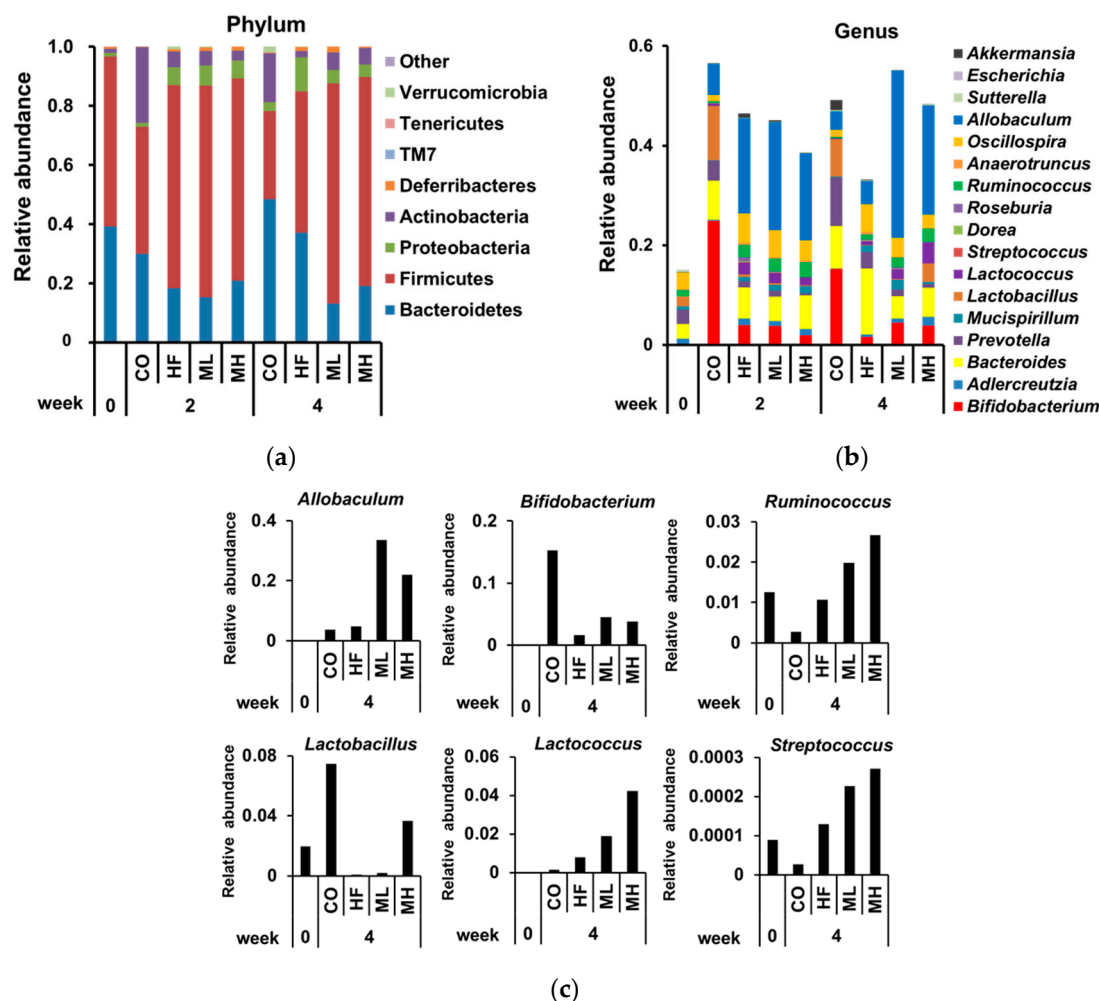 Phylum
Relative abundance
1.0
0.8
0.6
0.4
0.2
0
CO
HF
ML
MH
CO
HF
ML
MH
week
0
2
4
Other
Verrucomicrobia
Tenericutes
TM7
Deferribacteres
Actinobacteria
Proteobacteria
Firmicutes
Bacteroidetes
(a)
Genus
Relative abundance
0.6
0.4
0.2
0
CO
HF
ML
MH
CO
HF
ML
MH
week
0
2
4
Akkermansia
Escherichia
Sutterella
Allobaculum
Oscillospira
Anaerotruncus
Ruminococcus
Roseburia
Dorea
Streptococcus
Lactococcus
Lactobacillus
Mucispirillum
Prevotella
Bacteroides
Adlercreutzia
Bifidobacterium
(b)
Allobaculum
Relative abundance
0.4
0.2
0
CO
HF
ML
MH
week
0
4
Bifidobacterium
Relative abundance
0.2
0.1
0
CO
HF
ML
MH
week
0
4
Ruminococcus
Relative abundance
0.03
0.02
0.01
0
CO
HF
ML
MH
week
0
4
Lactobacillus
Relative abundance
0.08
0.04
0
CO
HF
ML
MH
week
0
4
Lactococcus
Relative abundance
0.06
0.04
0.02
0
CO
HF
ML
MH
week
0
4
Streptococcus
Relative abundance
0.0003
0.0002
0.0001
0
CO
HF
ML
MH
week
0
4
(c)